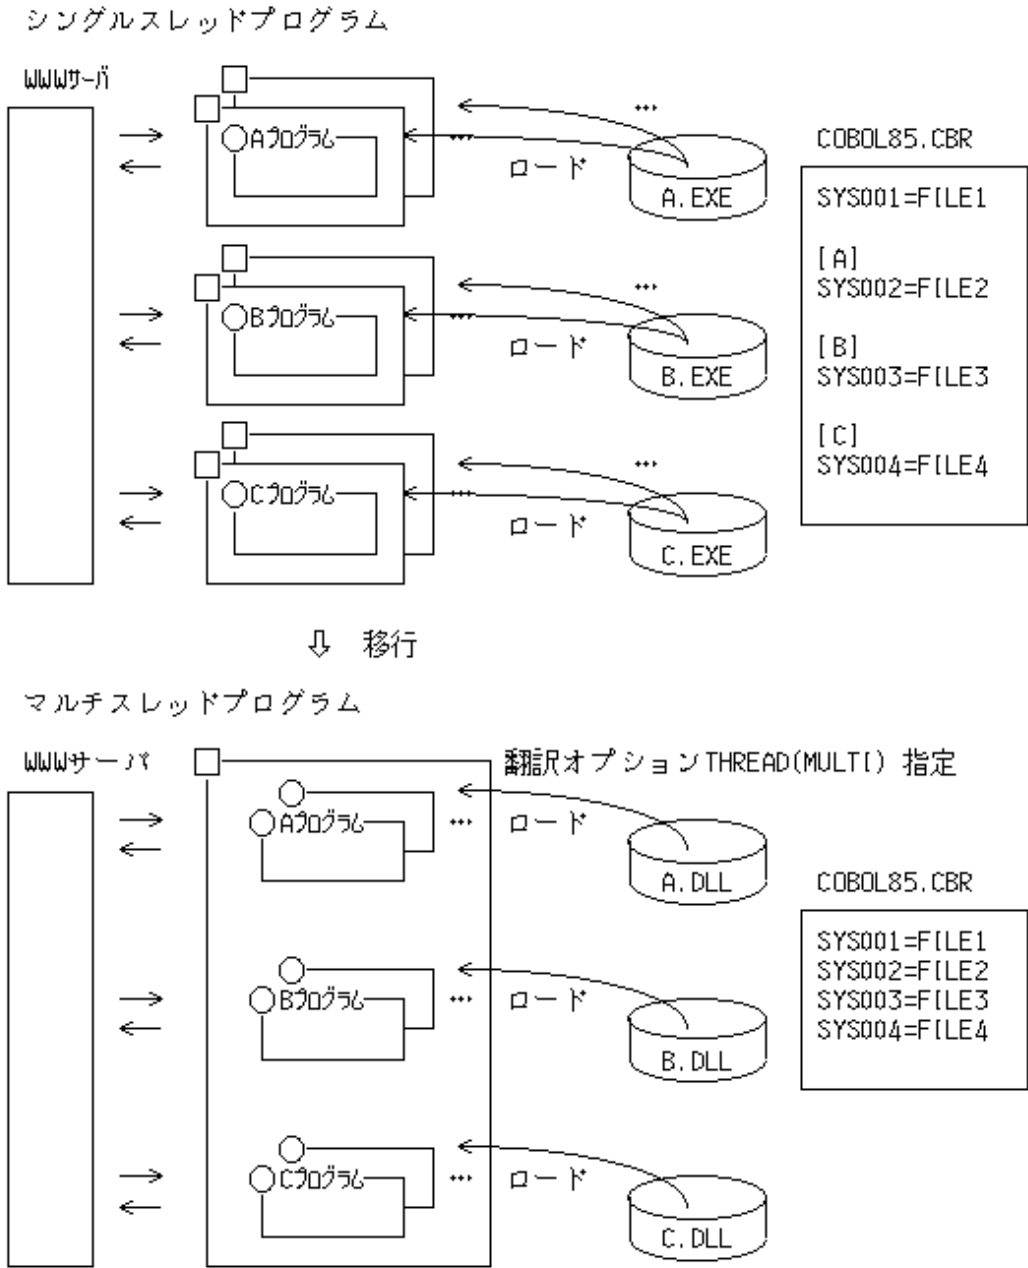 シングルスレッドプログラム
WWWサーバ
Aプログラム
…
…
ロード
A.EXE
COBOL85.CBR
SYS001=FILE1
[A]
SYS002=FILE2
[B]
SYS003=FILE3
[C]
SYS004=FILE4
Bプログラム
…
…
ロード
B.EXE
Cプログラム
…
…
ロード
C.EXE
⇩ 移行
マルチスレッドプログラム
WWWサーバ
翻訳オプションTHREAD(MULTI) 指定
Aプログラム
…
ロード
A.DLL
COBOL85.CBR
SYS001=FILE1
SYS002=FILE2
SYS003=FILE3
SYS004=FILE4
Bプログラム
…
ロード
B.DLL
Cプログラム
…
ロード
C.DLL